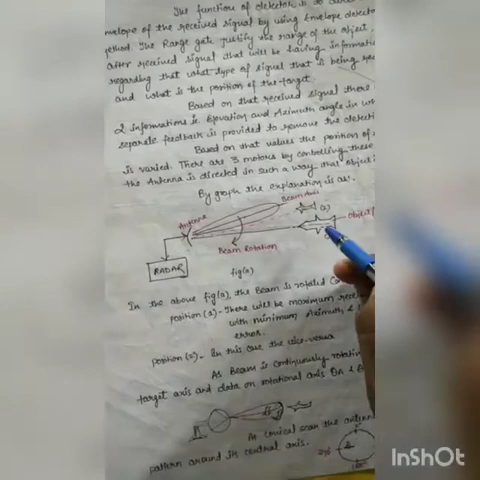 The function of detector is to
envelope of the received signal by using Envelope detector
method. The Range gate justify the range of the object.
after received signal that will be having informati
regarding that what type of signal that is being
and what is the position of the target.
Based on that received signal there
2 informations i.e. Elevation and Azimuth angle in
separate feedback is provided to remove the
Based on that values the position of
is varied. There are 3 motors by controlling these
the Antenna is directed in such a way that object
By graph the explanation is as:
Beam Axis
(2)
Antenna
Object
Beam Rotation
RADAR
fig(a)
In the above fig(a), the Beam is rotated
position (1) - There will be maximum
with minimum Azimuth &
error.
position (2) - In this case the vice-versa
As Beam is continuously
target axis and data on rotational axis OA &
As conical scan the antenna
pattern around its central axis.
InShOt